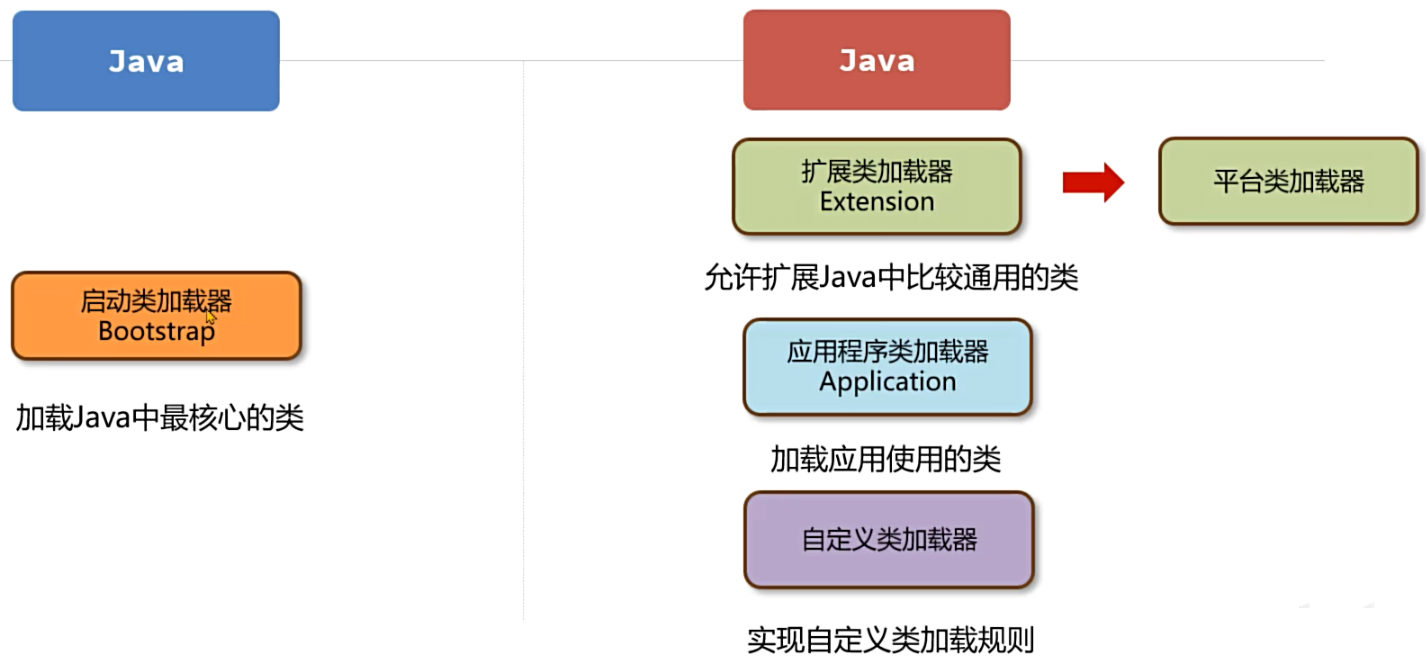 Java
启动类加载器
Bootstrap
加载Java中最核心的类
Java
扩展类加载器
Extension
平台类加载器
允许扩展Java中比较通用的类
应用程序类加载器
Application
加载应用使用的类
自定义类加载器
实现自定义类加载规则